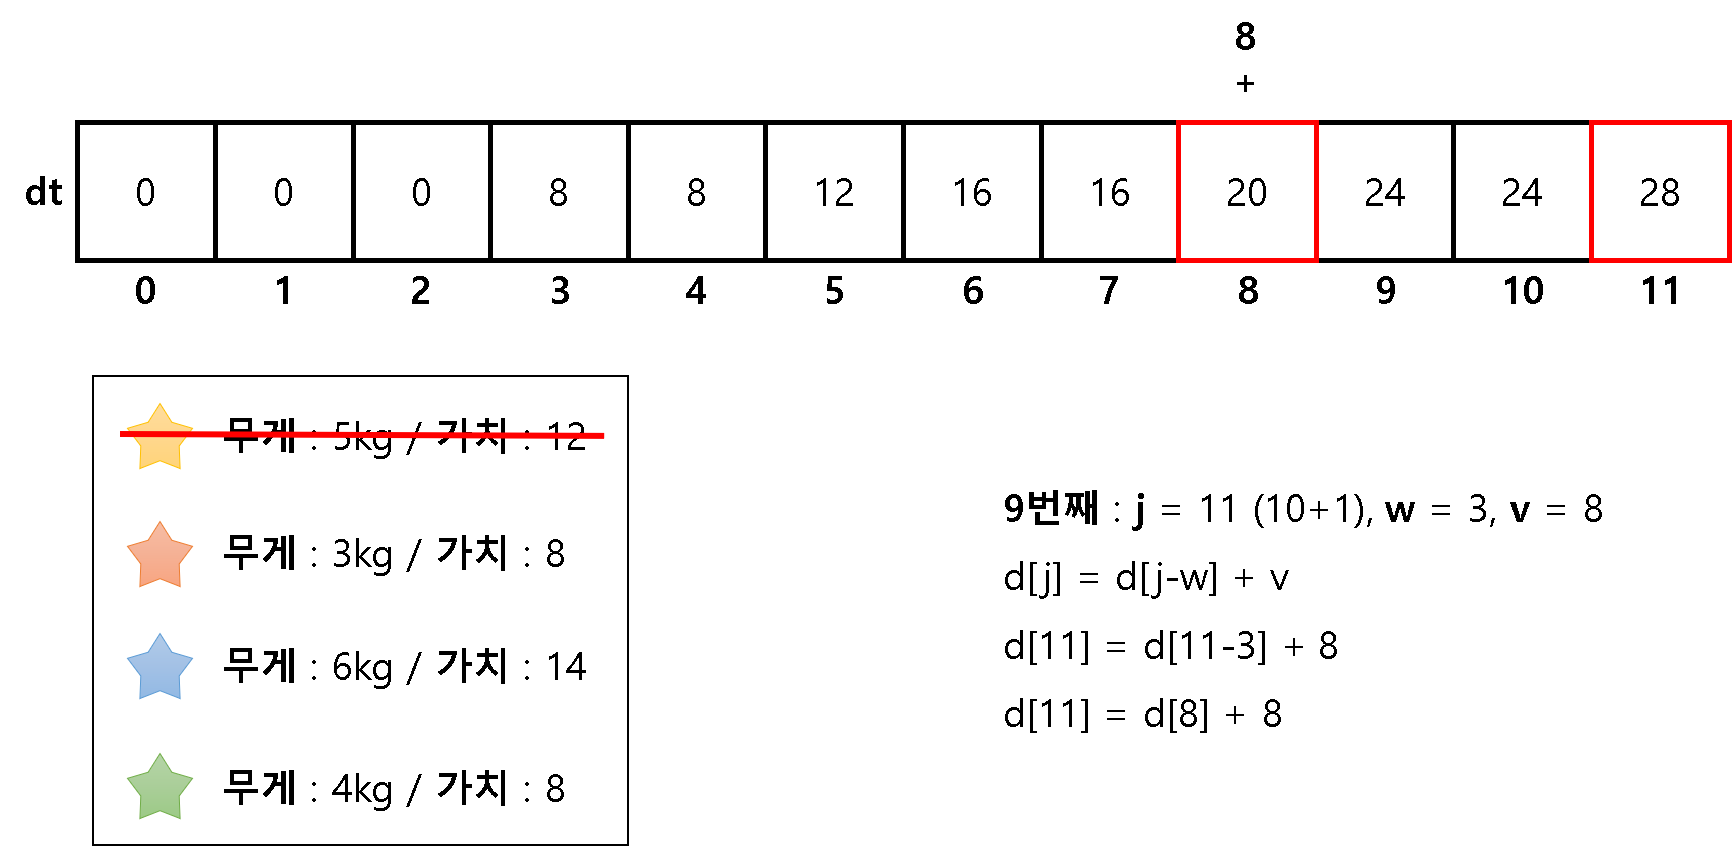 8
+
dt 0 0 0 8 8 12 16 16 20 24 24 28
0 1 2 3 4 5 6 7 8 9 10 11
무게 : 5kg / 가치 : 12
무게 : 3kg / 가치 : 8
무게 : 6kg / 가치 : 14
무게 : 4kg / 가치 : 8
9번째 : j = 11 (10+1), w = 3, v = 8
d[j] = d[j-w] + v
d[11] = d[11-3] + 8
d[11] = d[8] + 8